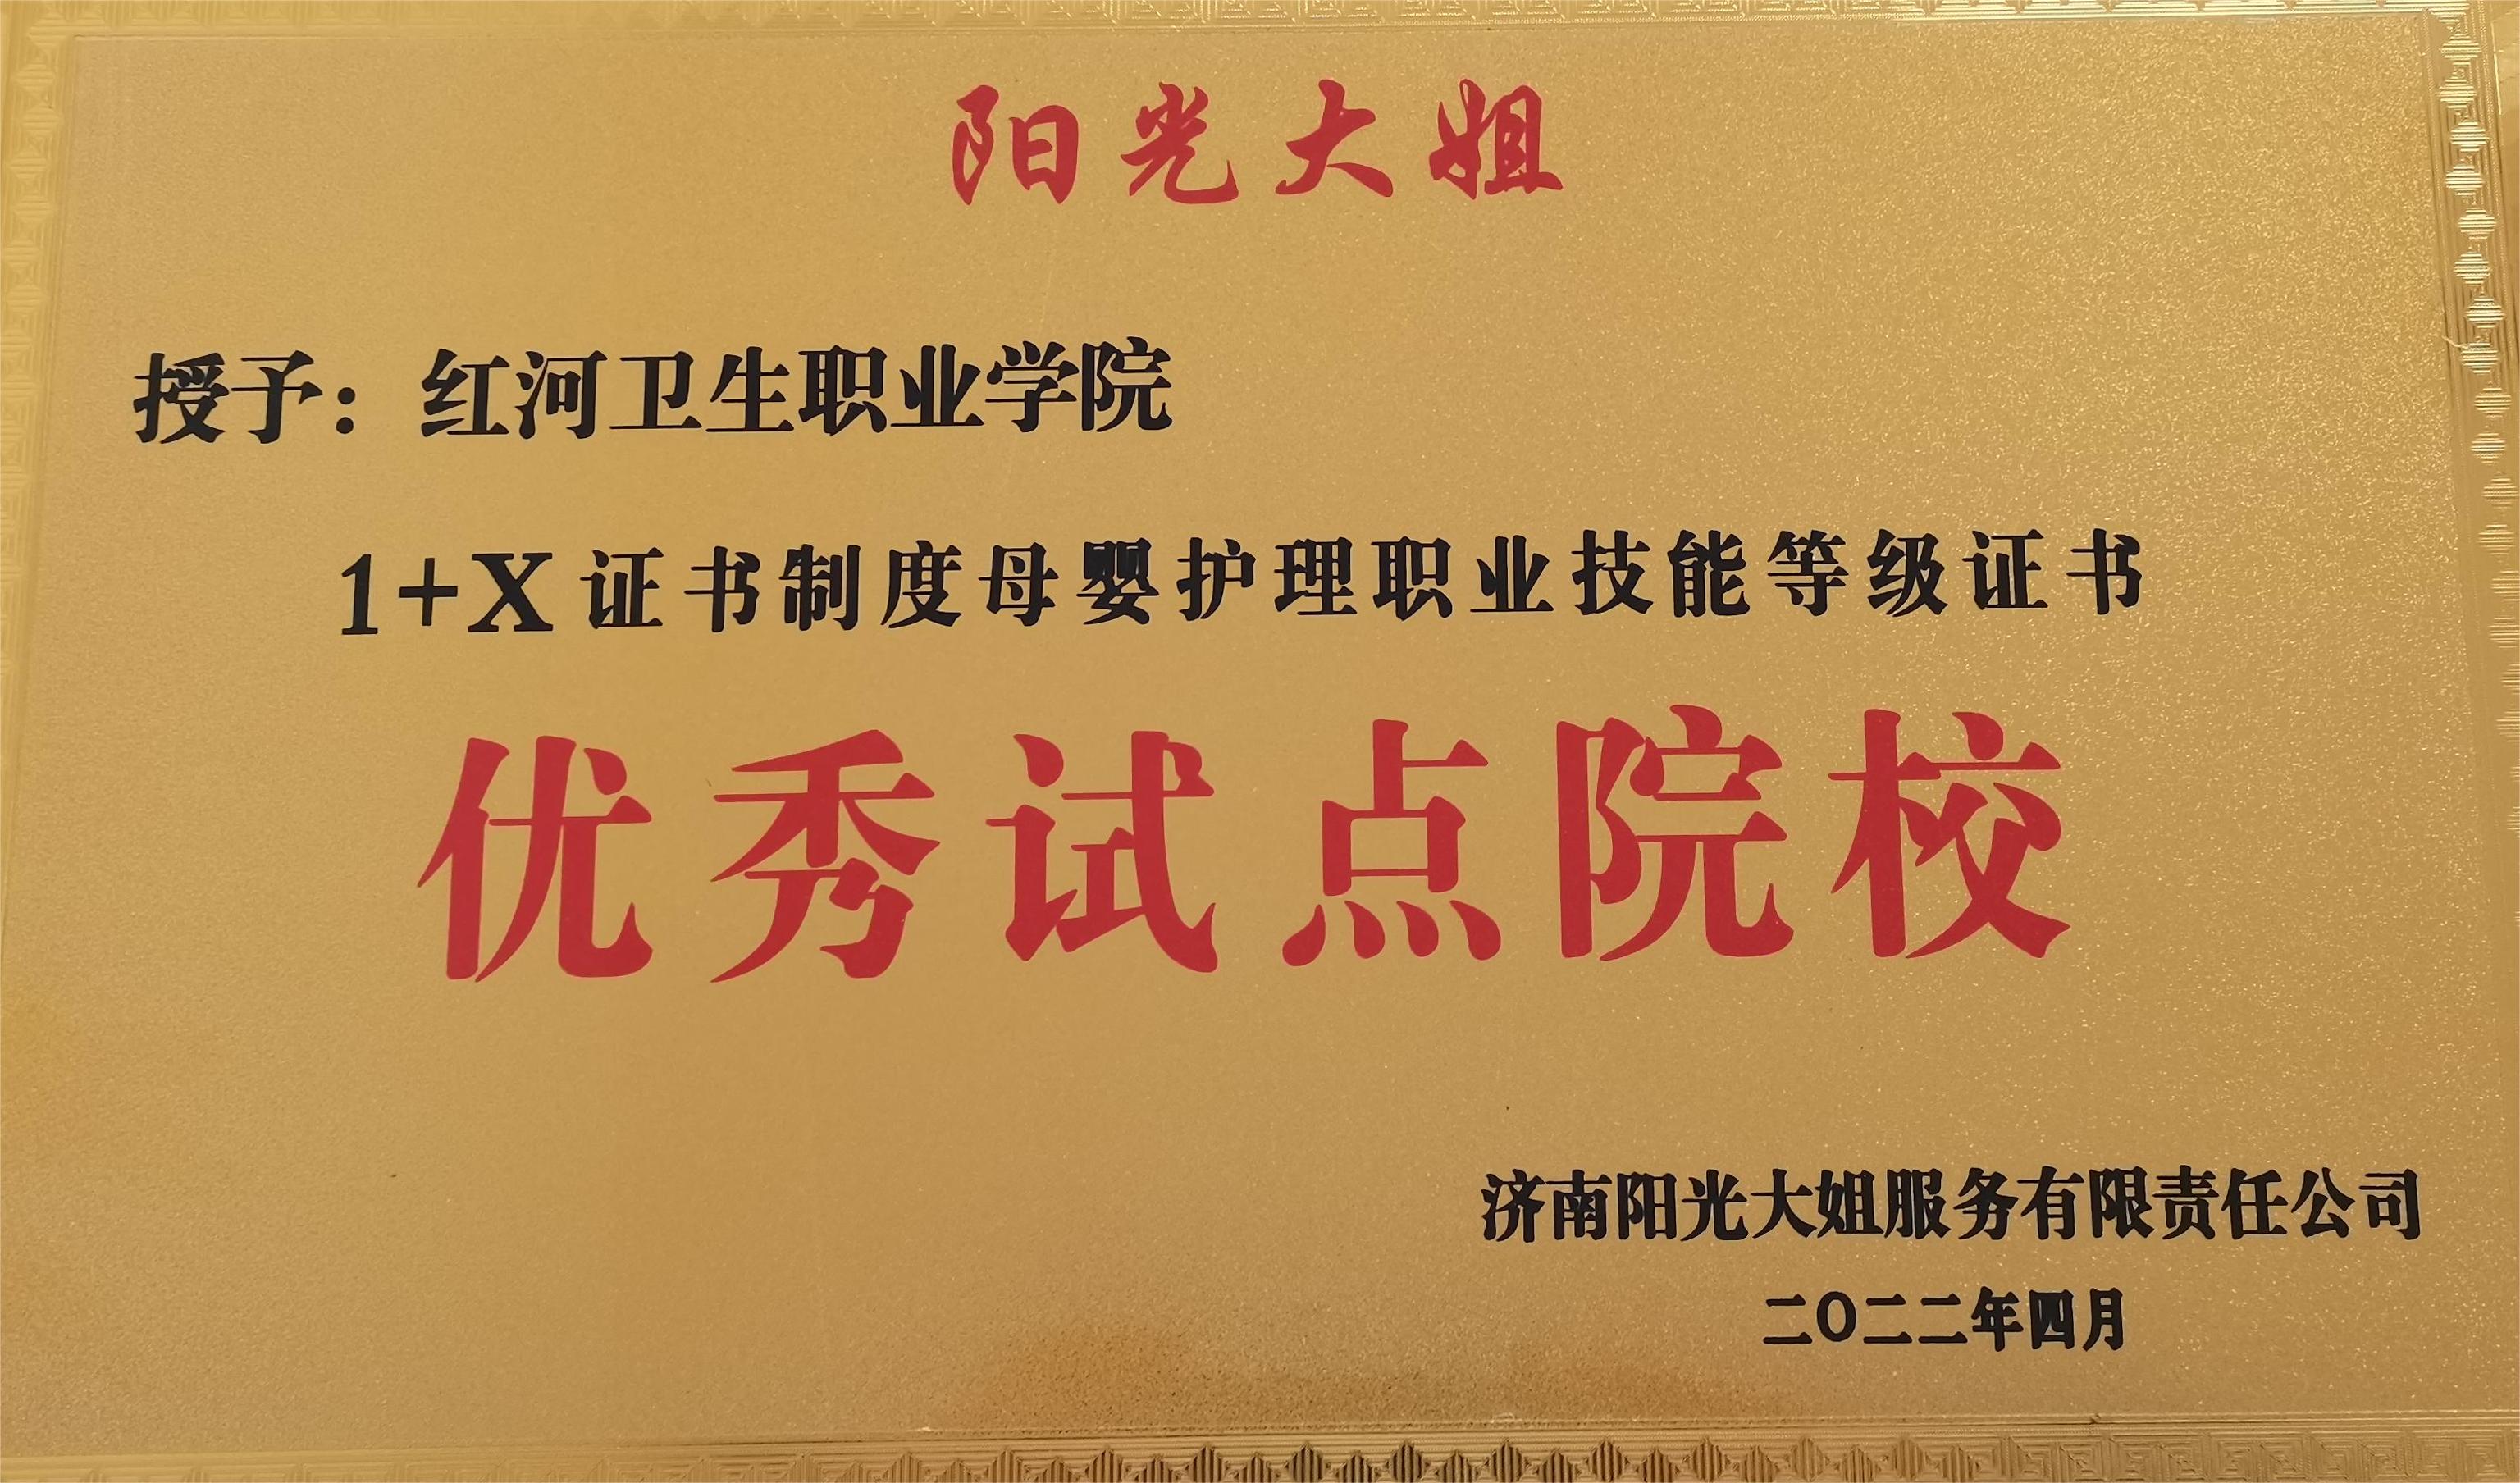 阳光大姐
授予：红河卫生职业学院
1+X证书制度母婴护理职业技能等级证书
优秀试点院校
济南阳光大姐服务有限责任公司
二〇二二年四月